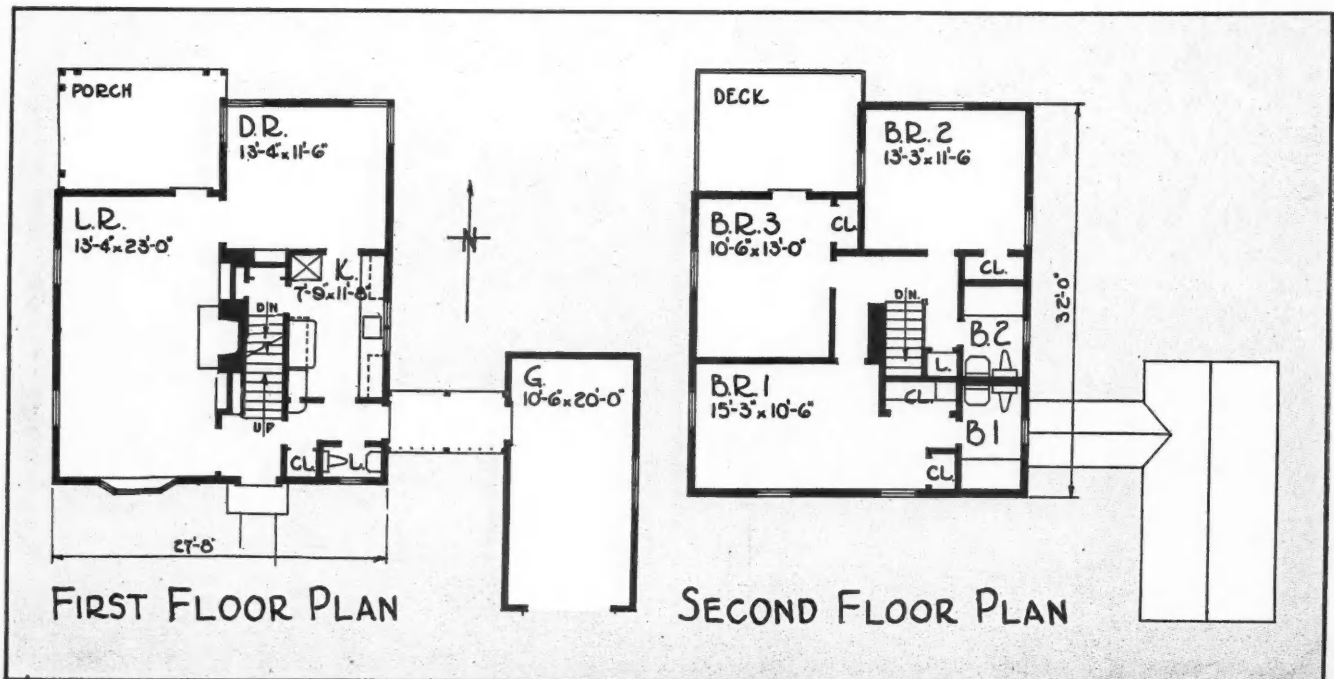 PORCH
D.R.
13'-4" x 11'-6"
L.R.
13'-4" x 23'-0"
K.
7'-9" x 11'-8"
DN.
UP
CL.
L.
27'-8"
FIRST FLOOR PLAN
N
G.
10'-6" x 20'-0"
DECK
B.R. 2
13'-3" x 11'-6
B.R. 3
10'-6" x 13'-0"
CL.
CL.
DN.
B.2
L.
B.R. 1
15'-3" x 10'-6"
CL.
B1
CL.
32'-0"
SECOND FLOOR PLAN